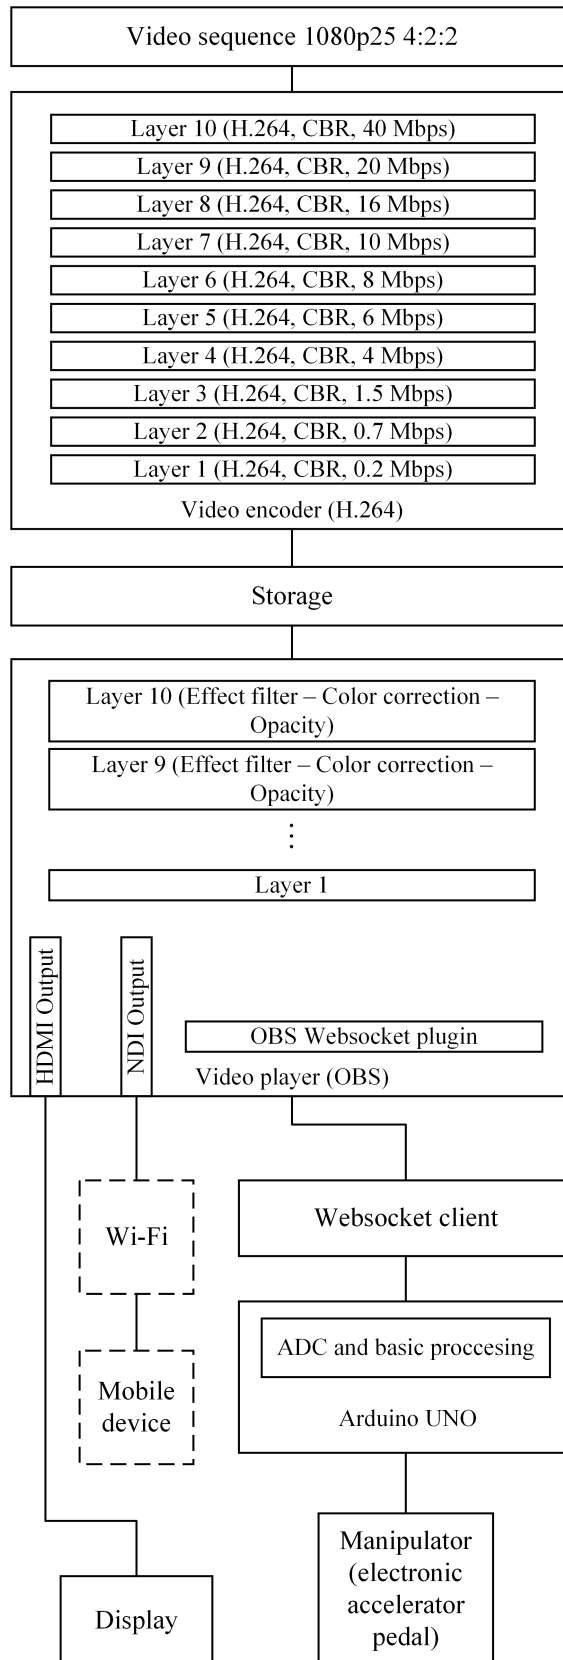 Video sequence 1080p25 4:2:2
Layer 10 (H.264, CBR, 40 Mbps)
Layer 9 (H.264, CBR, 20 Mbps)
Layer 8 (H.264, CBR, 16 Mbps)
Layer 7 (H.264, CBR, 10 Mbps)
Layer 6 (H.264, CBR, 8 Mbps)
Layer 5 (H.264, CBR, 6 Mbps)
Layer 4 (H.264, CBR, 4 Mbps)
Layer 3 (H.264, CBR, 1.5 Mbps)
Layer 2 (H.264, CBR, 0.7 Mbps)
Layer 1 (H.264, CBR, 0.2 Mbps)
Video encoder (H.264)
Storage
Layer 10 (Effect filter – Color correction –
Opacity)
Layer 9 (Effect filter – Color correction –
Opacity)
⋮
Layer 1
HDMI Output
NDI Output
OBS Websocket plugin
Video player (OBS)
Wi-Fi
Websocket client
ADC and basic proccesing
Mobile
device
Arduino UNO
Manipulator
(electronic
accelerator
pedal)
Display